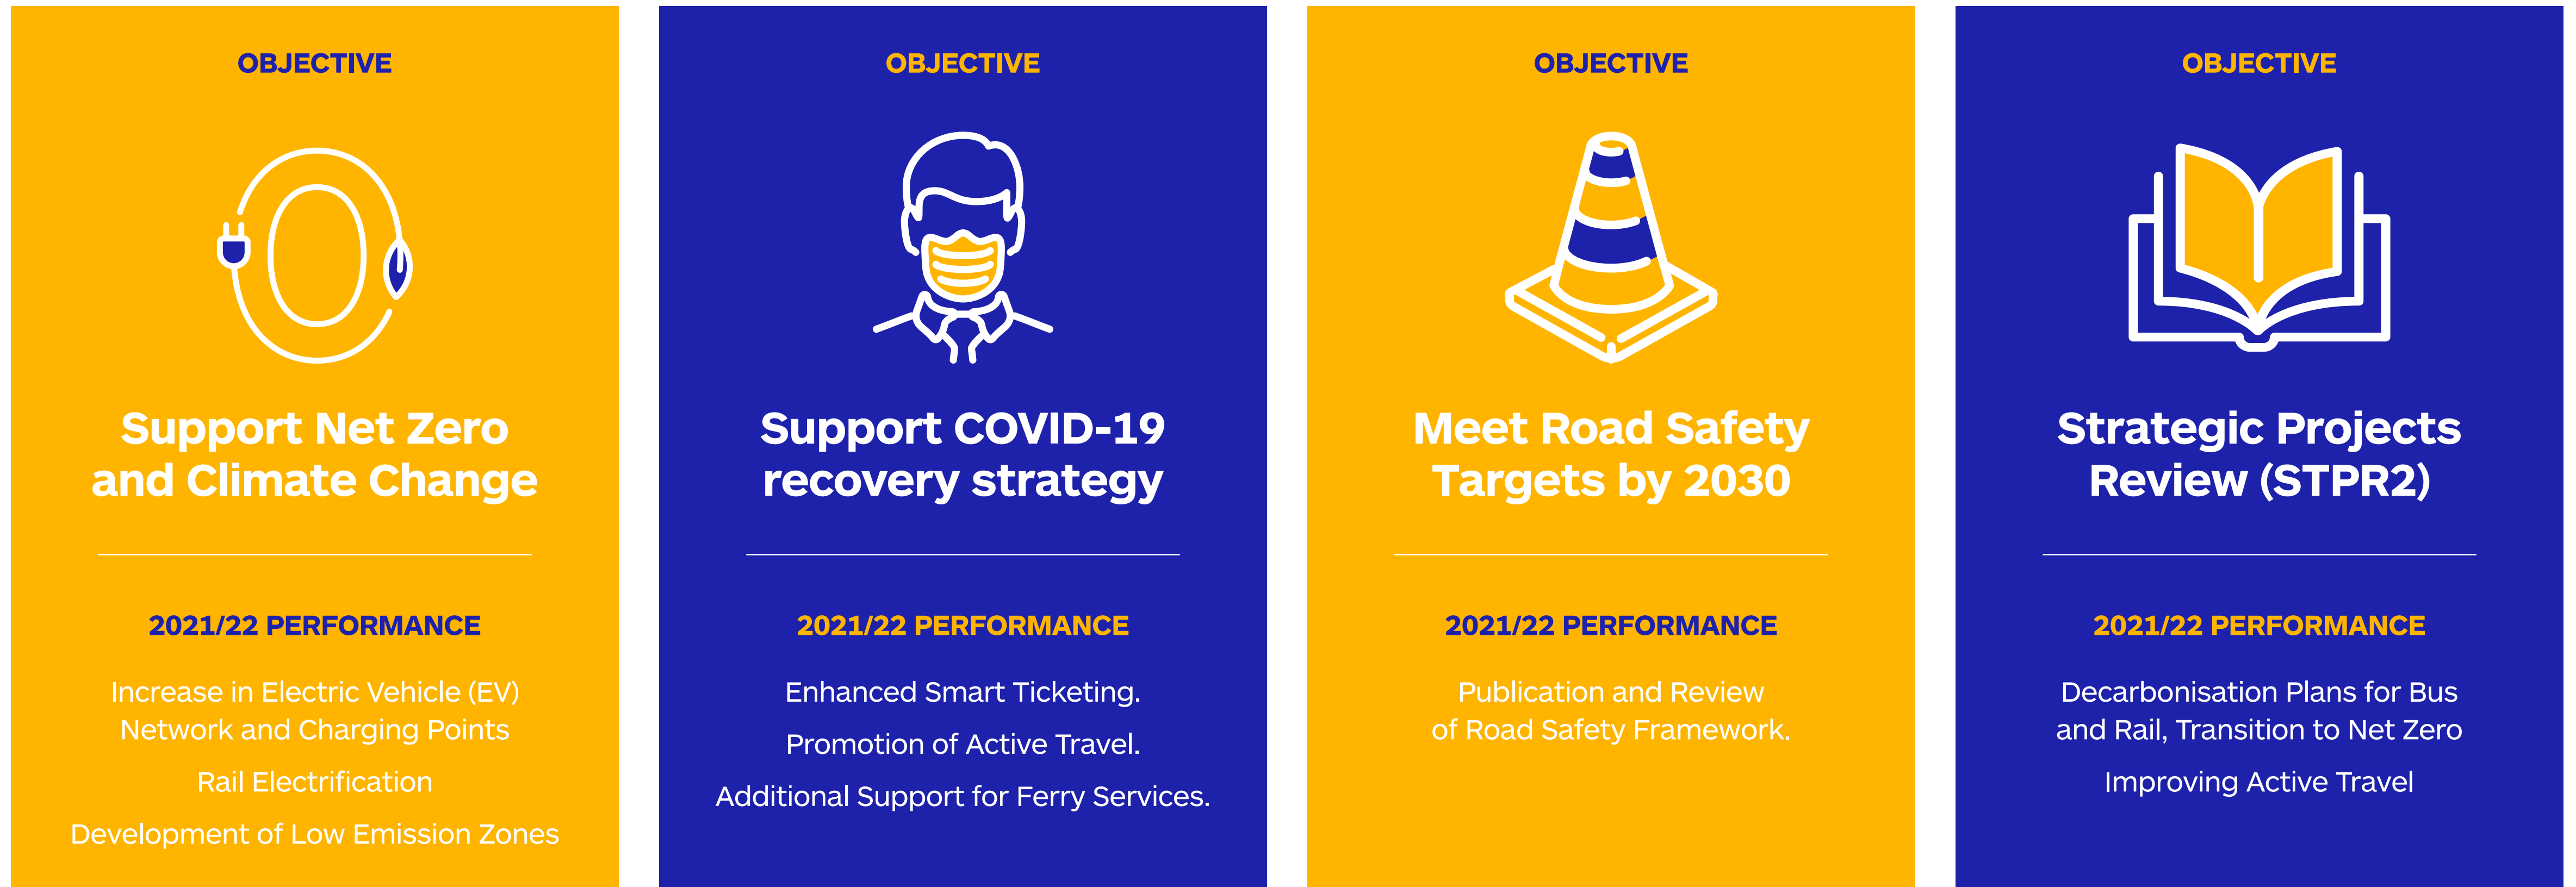 OBJECTIVE
Support Net Zero
and Climate Change
2021/22 PERFORMANCE
Increase in Electric Vehicle (EV)
Network and Charging Points
Rail Electrification
Development of Low Emission Zones
OBJECTIVE
Support COVID-19
recovery strategy
2021/22 PERFORMANCE
Enhanced Smart Ticketing.
Promotion of Active Travel.
Additional Support for Ferry Services.
OBJECTIVE
Meet Road Safety
Targets by 2030
2021/22 PERFORMANCE
Publication and Review
of Road Safety Framework.
OBJECTIVE
Strategic Projects
Review (STPR2)
2021/22 PERFORMANCE
Decarbonisation Plans for Bus
and Rail, Transition to Net Zero
Improving Active Travel